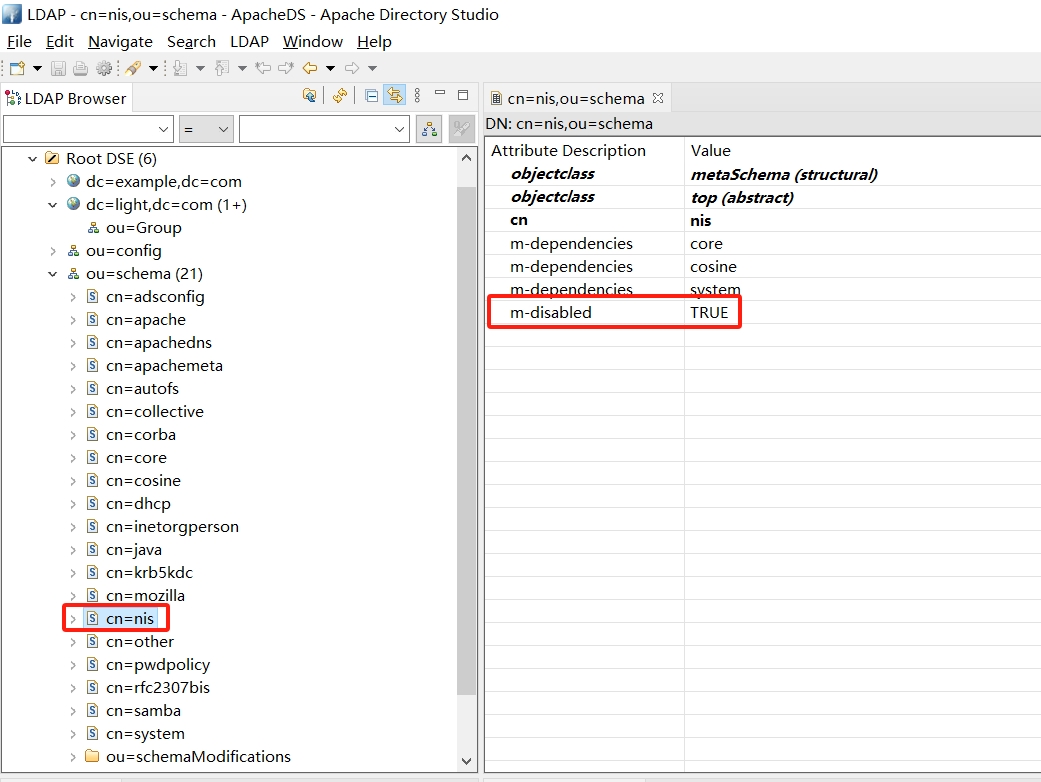 LDAP - cn=nis,ou=schema - ApacheDS - Apache Directory Studio
File Edit Navigate Search LDAP Window Help
LDAP Browser
=
Root DSE (6)
dc=example,dc=com
dc=light,dc=com (1+)
ou=Group
ou=config
ou=schema (21)
cn=adsconfig
cn=apache
cn=apachedns
cn=apachemeta
cn=autofs
cn=collective
cn=corba
cn=core
cn=cosine
cn=dhcp
cn=inetorgperson
cn=java
cn=krb5kdc
cn=mozilla
cn=nis
cn=other
cn=pwdpolicy
cn=rfc2307bis
cn=samba
cn=system
ou=schemaModifications
cn=nis,ou=schema
DN: cn=nis,ou=schema
Attribute Description Value
objectclass metaSchema (structural)
objectclass top (abstract)
cn nis
m-dependencies core
m-dependencies cosine
m-dependencies system
m-disabled TRUE